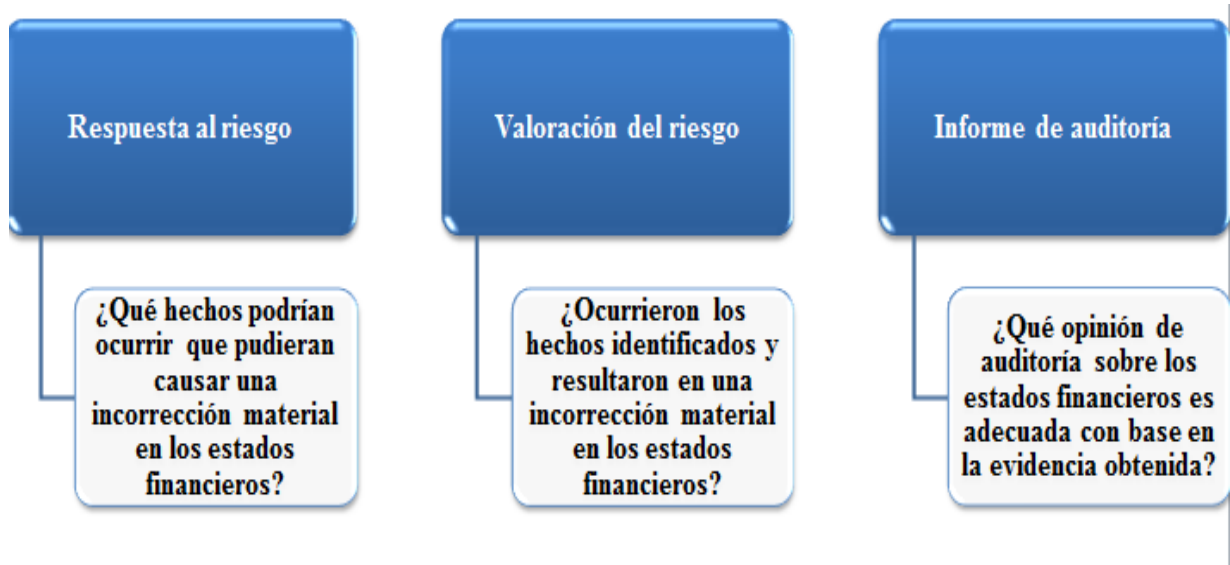 Respuesta al riesgo
¿Qué hechos podrían
ocurrir que pudieran
causar una
incorrección material
en los estados
financieros?
Valoración del riesgo
¿Ocurrieron los
hechos identificados y
resultaron en una
incorrección material
en los estados
financieros?
Informe de auditoría
¿Qué opinión de
auditoría sobre los
estados financieros es
adecuada con base en
la evidencia obtenida?